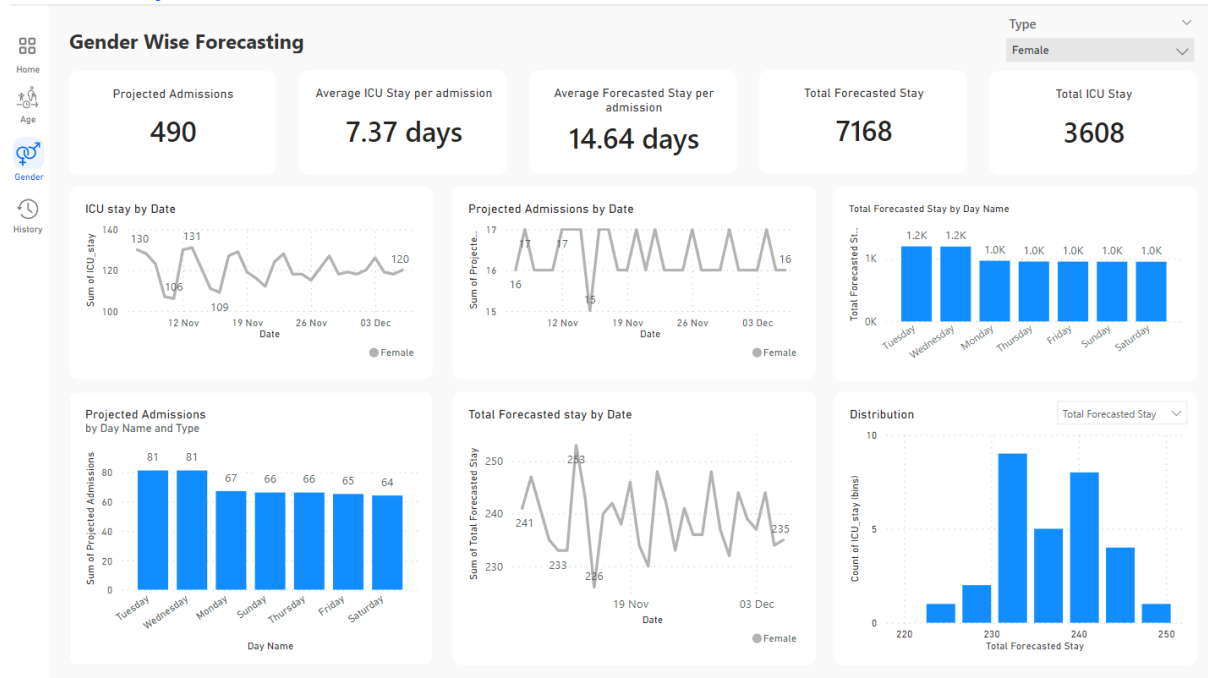 Home
Age
Gender
History
Gender Wise Forecasting
Type
Female
Projected Admissions
490
Average ICU Stay per admission
7.37 days
Average Forecasted Stay per
admission
14.64 days
Total Forecasted Stay
7168
Total ICU Stay
3608
ICU stay by Date
Sum of ICU_stay
140
120
100
130
106
131
109
120
12 Nov 19 Nov 26 Nov 03 Dec
Date
Female
Projected Admissions by Date
Sum of Projecte...
17
16
15
16
17
17
15
16
12 Nov 19 Nov 26 Nov 03 Dec
Date
Female
Total Forecasted Stay by Day Name
Total Forecasted St...
1K
0K
1.2K 1.2K 1.0K 1.0K 1.0K 1.0K 1.0K
Tuesday Wednesday Monday Thursday Friday Sunday Saturday
Projected Admissions
by Day Name and Type
Sum of Projected Admissions
80
60
40
20
0
81 81 67 66 66 65 64
Tuesday Wednesday Monday Sunday Thursday Friday Saturday
Day Name
Total Forecasted stay by Date
Sum of Total Forecasted Stay
250
240
230
241
233
253
226
235
19 Nov 03 Dec
Date
Female
Distribution
Total Forecasted Stay
Count of ICU_stay (bins)
10
5
0
220 230 240 250
Total Forecasted Stay